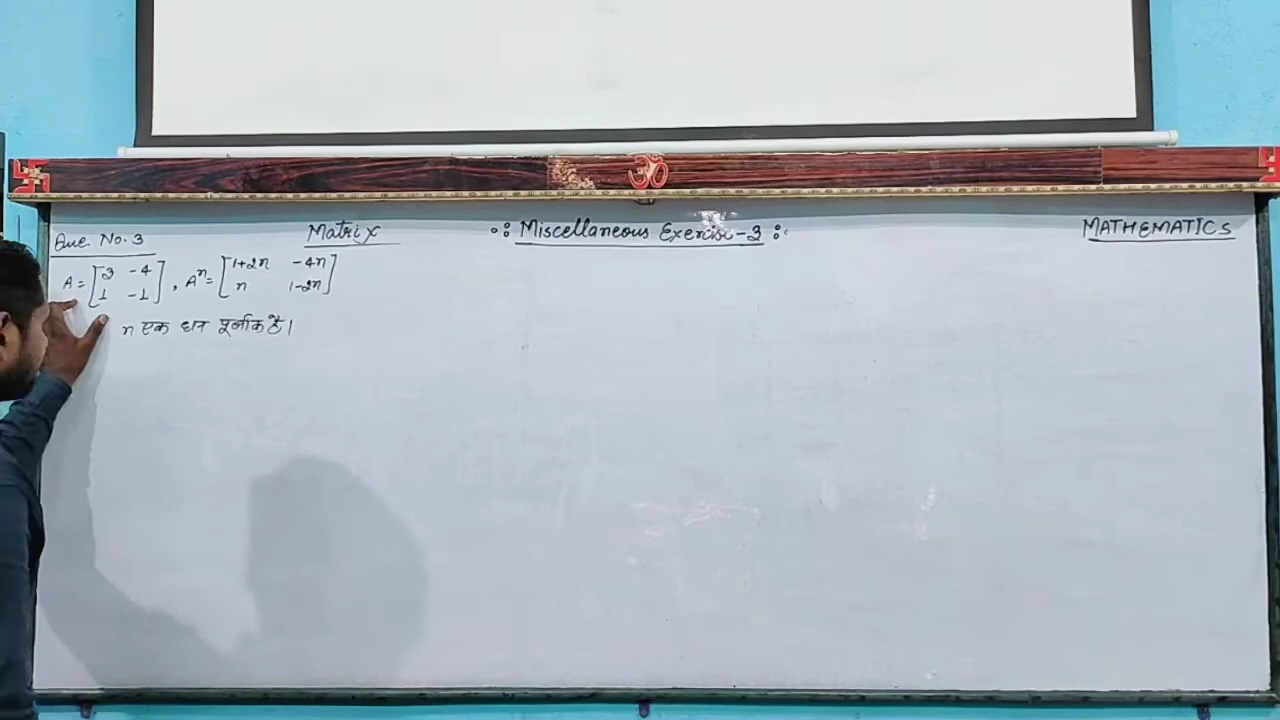 Que. No. 3
Matrix
Miscellaneous Exercise-3
MATHEMATICS
A = [3 -4
1 -1], Aⁿ = [1+2n -4n
n 1-2n]
n एक धन पूर्णांक है।
ॐ